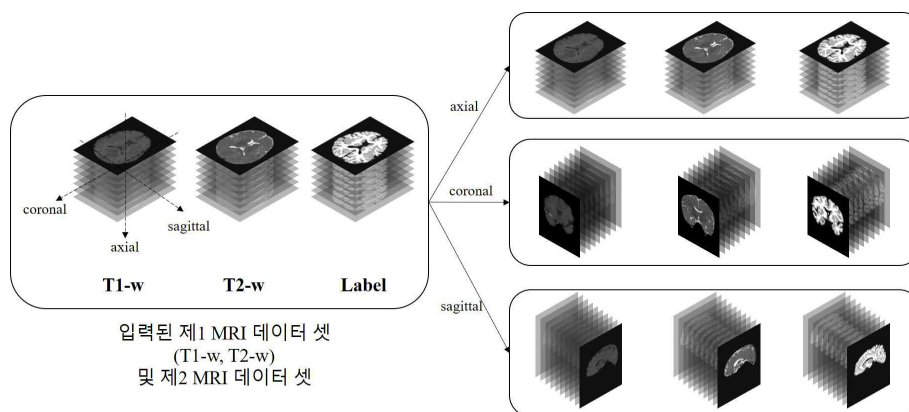 coronal
axial
sagittal
T1-w
T2-w
Label
입력된 제1 MRI 데이터 셋
(T1-w, T2-w)
및 제2 MRI 데이터 셋
axial
coronal
sagittal